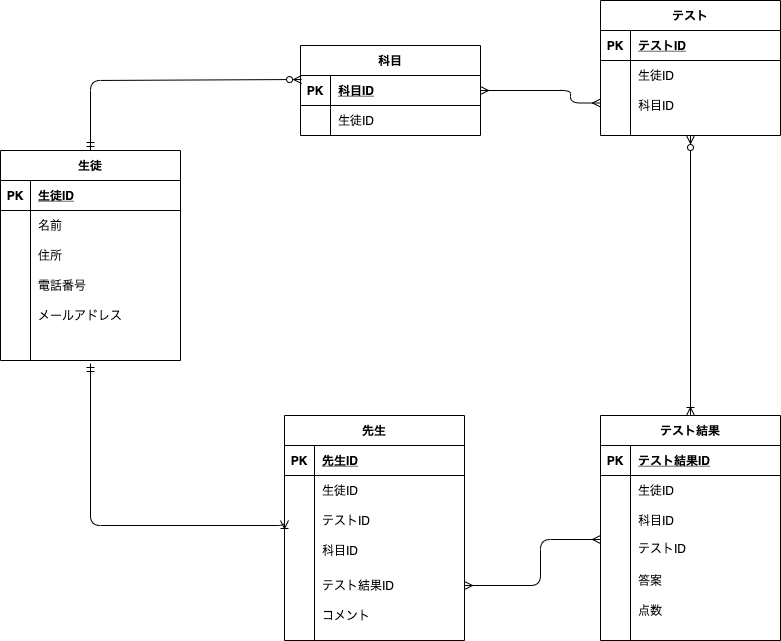 テスト
PK テストID
生徒ID
科目ID
科目
PK 科目ID
生徒ID
生徒
PK 生徒ID
名前
住所
電話番号
メールアドレス
先生
PK 先生ID
生徒ID
テストID
科目ID
テスト結果ID
コメント
テスト結果
PK テスト結果ID
生徒ID
科目ID
テストID
答案
点数